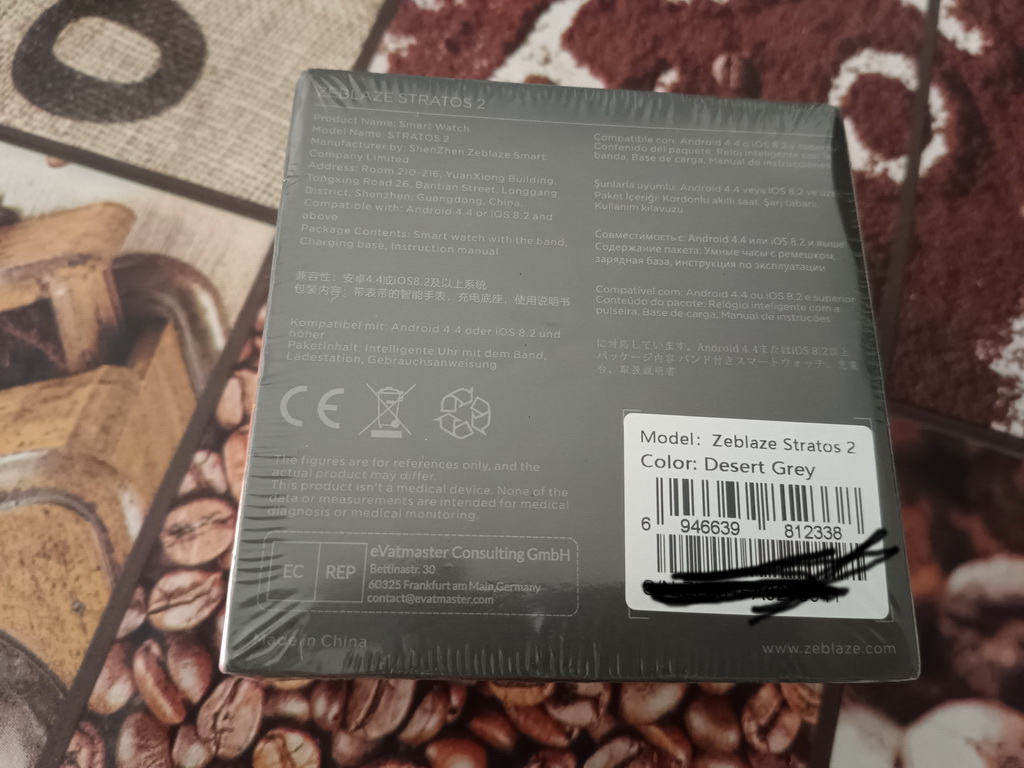 ZEBLAZE STRATOS 2
Product Name: Smart Watch
Model Name: STRATOS 2
Manufacturer by: ShenZhen Zeblaze Smart
Company Limited
Address: Room 210-216, YuanXiong Building,
Tongxing Road 26, Bantian Street, Longgang
District, Shenzhen, Guangdong, China.
Compatible with: Android 4.4 or iOS 8.2 and
above
Package Contents: Smart watch with the band,
Charging base, Instruction manual
兼容性：安卓4.4或iOS8.2及以上系统
包装内容：带表带的智能手表、充电底座、使用说明书
Kompatibel mit: Android 4.4 oder iOS 8.2 und
höher
Paketinhalt: Intelligente Uhr mit dem Band,
Ladestation, Gebrauchsanweisung
CE
The figures are for references only, and the
actual product may differ.
This product isn't a medical device. None of the
data or measurements are intended for medical
diagnosis or medical monitoring.
EC REP
eVatmaster Consulting GmbH
Bettinastr. 30
60325 Frankfurt am Main,Germany
contact@evatmaster.com
Made in China
Compatible con: Android 4.4 o iOS 8.2 y superior
Contenido del paquete: Reloj inteligente con la
banda, Base de carga, Manual de instrucciones
Şunlarla uyumlu: Android 4.4 veya iOS 8.2 ve üzeri
Paket İçeriği: Kordonlu akıllı saat, Şarj tabanı,
Kullanım kılavuzu
Совместимость с: Android 4.4 или iOS 8.2 и выше
Содержание пакета: Умные часы с ремешком,
зарядная база, инструкция по эксплуатации
Compatível com: Android 4.4 ou iOS 8.2 e superior
Conteúdo do pacote: Relógio inteligente com a
pulseira, Base de carga, Manual de instruções
に対応しています。Android 4.4またはiOS 8.2以上
パッケージ内容 バンド付きスマートウォッチ、充電
台、取扱説明書
Model: Zeblaze Stratos 2
Color: Desert Grey
6 946639 812338
www.zeblaze.com